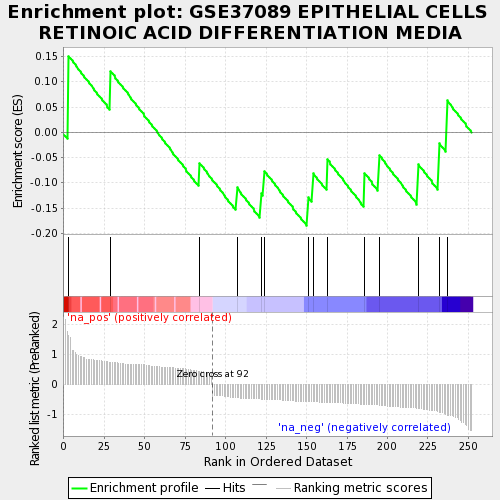 Enrichment plot: GSE37089 EPITHELIAL CELLS
RETINOIC ACID DIFFERENTIATION MEDIA
Enrichment score (ES)
0.15
0.10
0.05
0.00
-0.05
-0.10
-0.15
-0.20
'na_pos' (positively correlated)
Ranked list metric (PreRanked)
2
1
0
-1
Zero cross at 92
'na_neg' (negatively correlated)
0 25 50 75 100 125 150 175 200 225 250
Rank in Ordered Dataset
Enrichment profile Hits Ranking metric scores